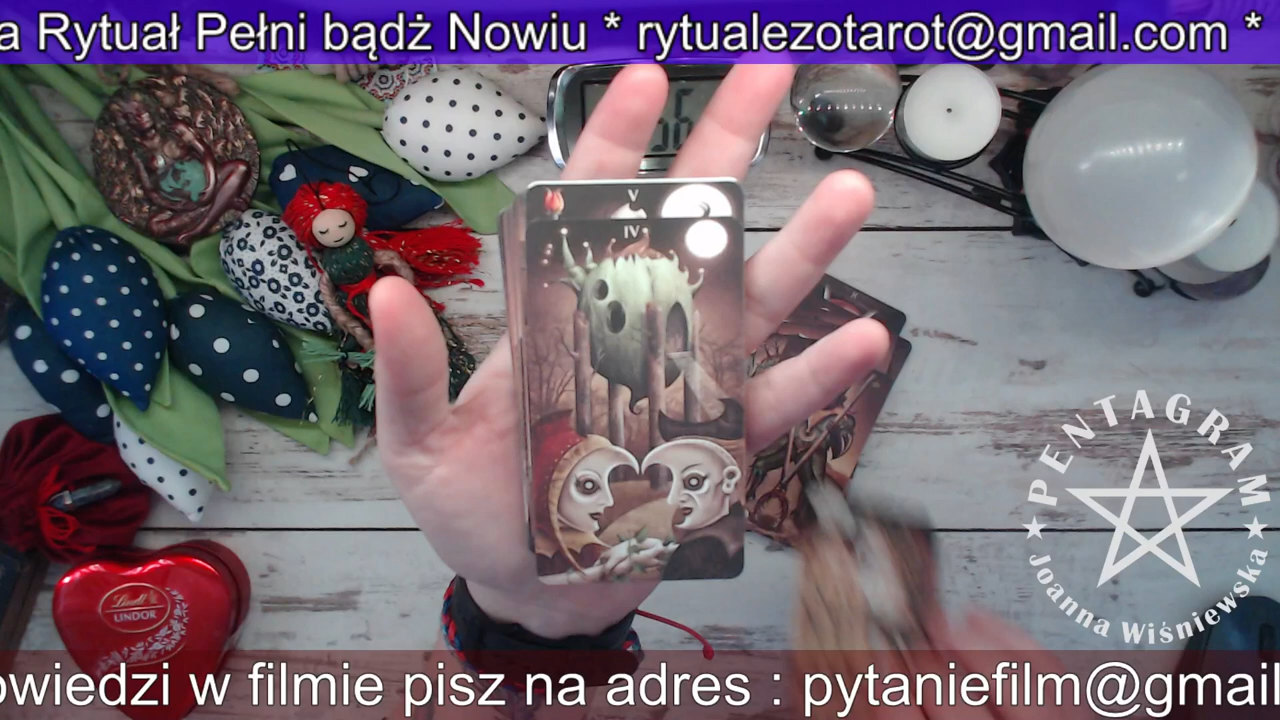 a Rytuał Pełni bądź Nowiu * rytualezotarot@gmail.com *
V
IV
PENTAGRAM
Joanna Wiśniewska
Lindt
LINDOR
owiedzi w filmie pisz na adres : pytaniefilm@gmail